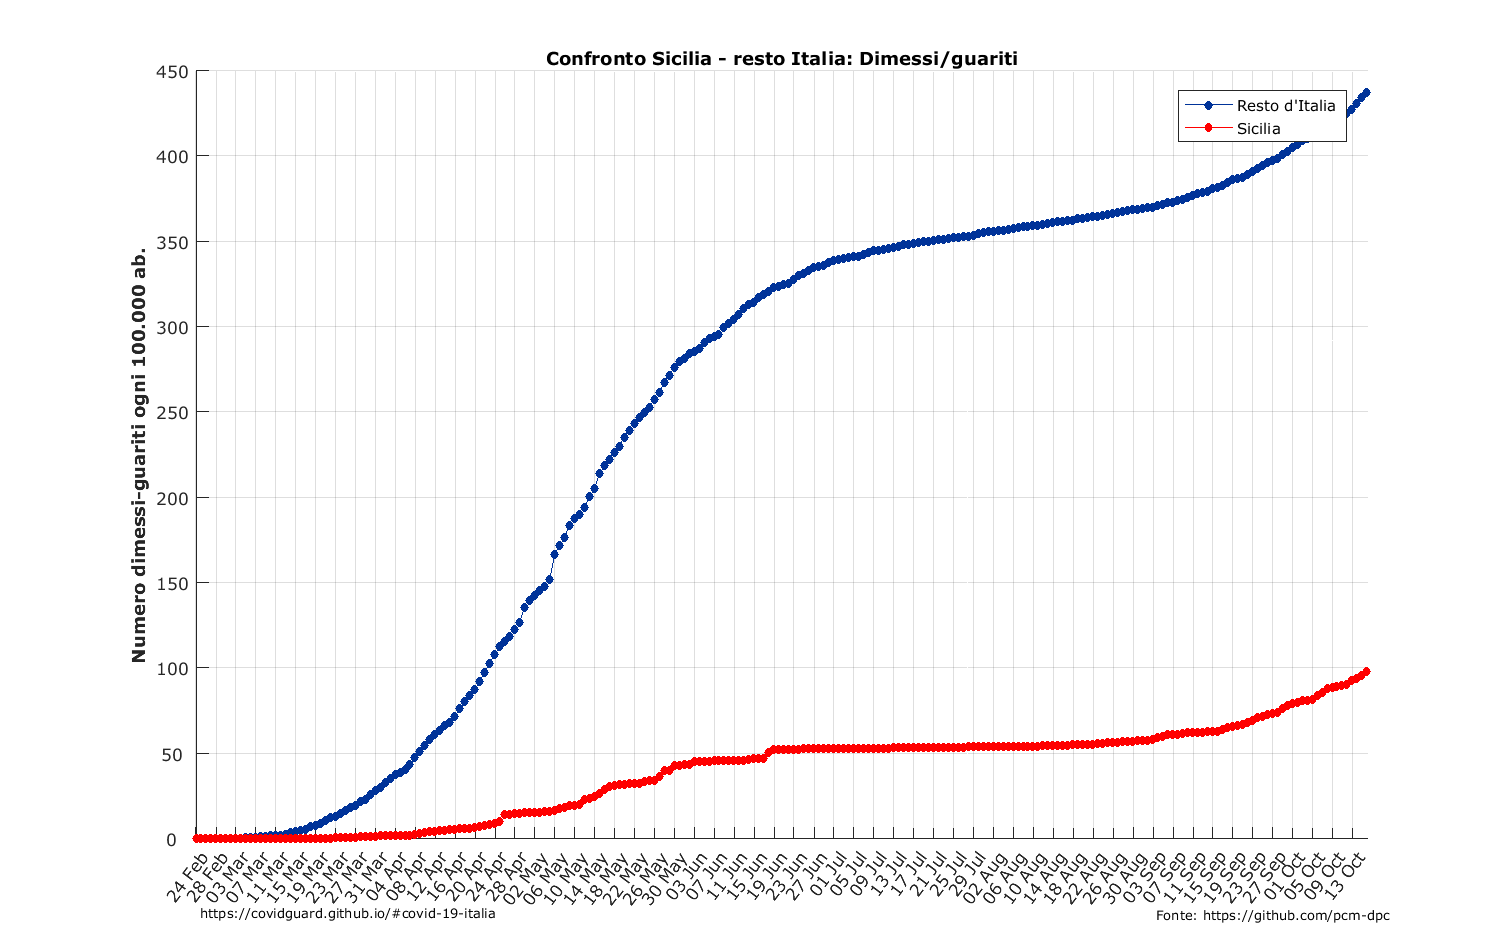 Confronto Sicilia - resto Italia: Dimessi/guariti
Numero dimessi-guariti ogni 100.000 ab.
450
400
350
300
250
200
150
100
50
0
Resto d'Italia
Sicilia
24 Feb
28 Feb
03 Mar
07 Mar
11 Mar
15 Mar
19 Mar
23 Mar
27 Mar
31 Mar
04 Apr
08 Apr
12 Apr
16 Apr
20 Apr
24 Apr
28 Apr
02 May
06 May
10 May
14 May
18 May
22 May
26 May
30 May
03 Jun
07 Jun
11 Jun
15 Jun
19 Jun
23 Jun
27 Jun
01 Jul
05 Jul
09 Jul
13 Jul
17 Jul
21 Jul
25 Jul
29 Jul
02 Aug
06 Aug
10 Aug
14 Aug
18 Aug
22 Aug
26 Aug
30 Aug
03 Sep
07 Sep
11 Sep
15 Sep
19 Sep
23 Sep
27 Sep
01 Oct
05 Oct
09 Oct
13 Oct
https://covidguard.github.io/#covid-19-italia
Fonte: https://github.com/pcm-dpc